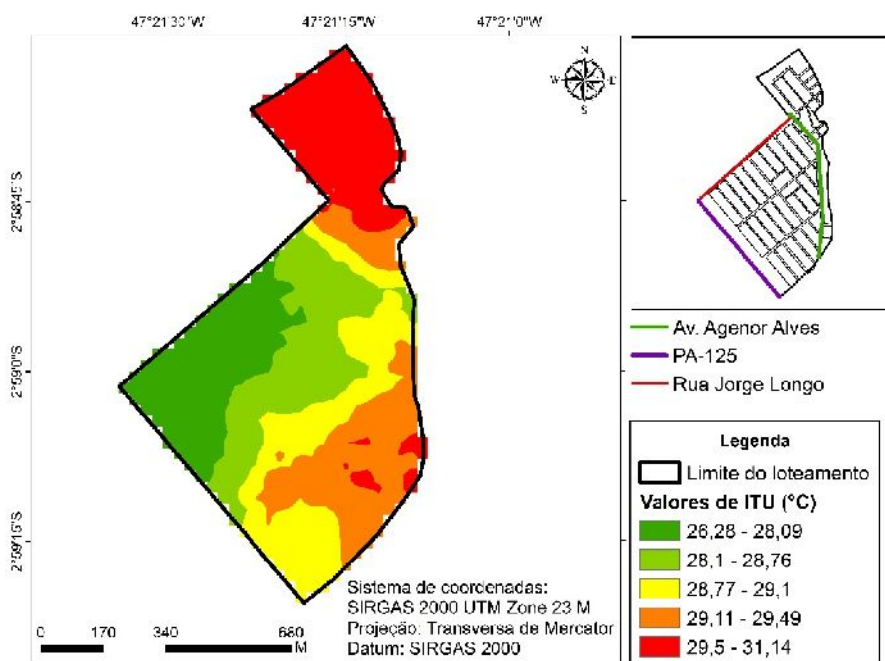 47°21'30"W
47°21'15"W
47°21'0"W
2°58'45"S
2°59'0"S
2°59'15"S
N
W
E
S
Sistema de coordenadas:
SIRGAS 2000 UTM Zone 23 M
Projeção: Transversa de Mercator
Datum: SIRGAS 2000
0 170 340 680
M
Av. Agenor Alves
PA-125
Rua Jorge Longo
Legenda
Limite do loteamento
Valores de ITU (°C)
26,28 - 28,09
28,1 - 28,76
28,77 - 29,1
29,11 - 29,49
29,5 - 31,14